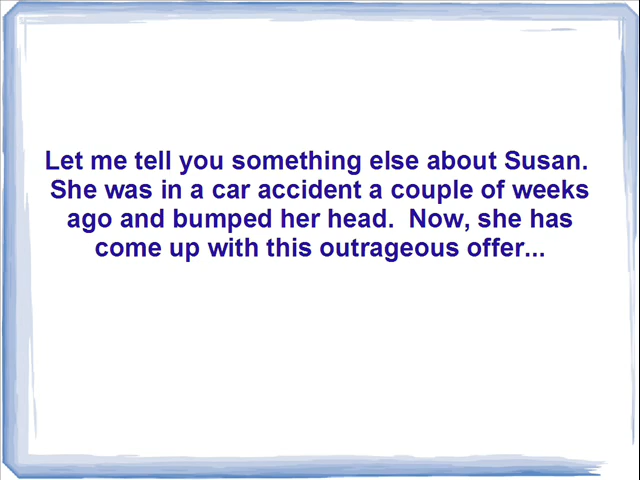 Let me tell you something else about Susan.
She was in a car accident a couple of weeks
ago and bumped her head.  Now, she has
come up with this outrageous offer...